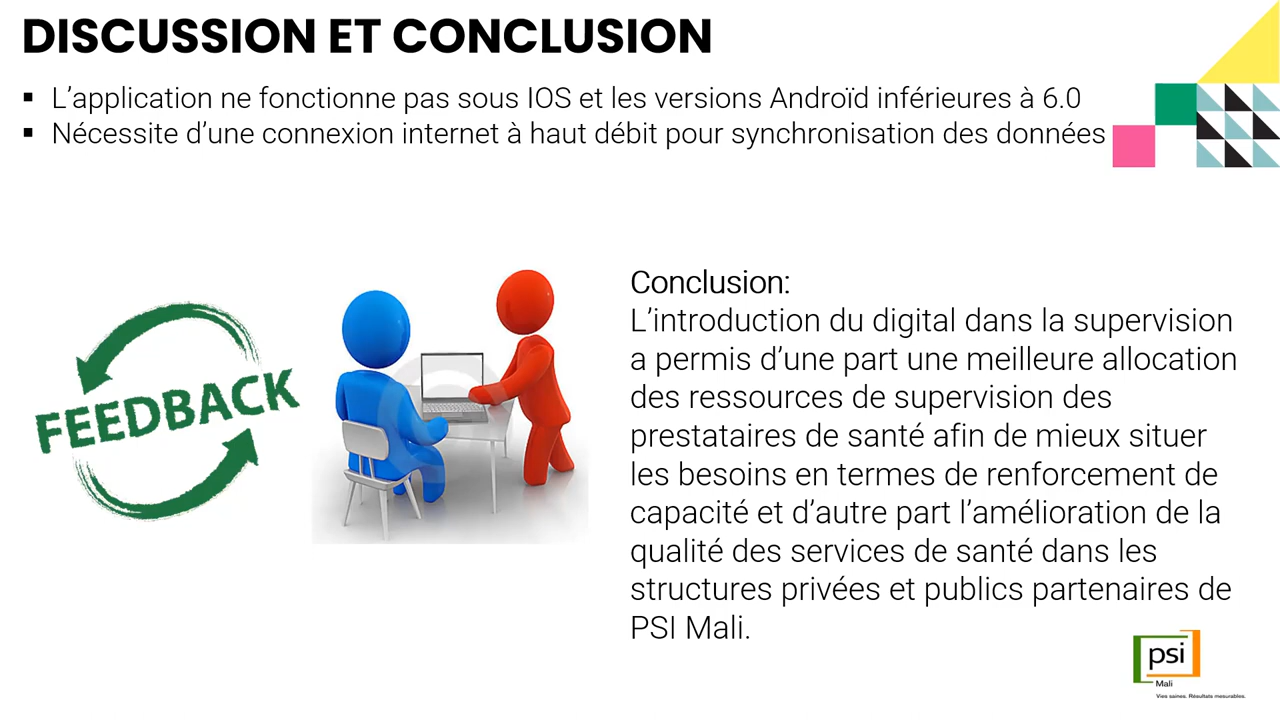 DISCUSSION ET CONCLUSION
▪ L’application ne fonctionne pas sous IOS et les versions Androïd inférieures à 6.0
▪ Nécessite d’une connexion internet à haut débit pour synchronisation des données
FEEDBACK
Conclusion:
L’introduction du digital dans la supervision
a permis d’une part une meilleure allocation
des ressources de supervision des
prestataires de santé afin de mieux situer
les besoins en termes de renforcement de
capacité et d’autre part l’amélioration de la
qualité des services de santé dans les
structures privées et publics partenaires de
PSI Mali.
psi
Mali
Vies saines. Résultats mesurables.